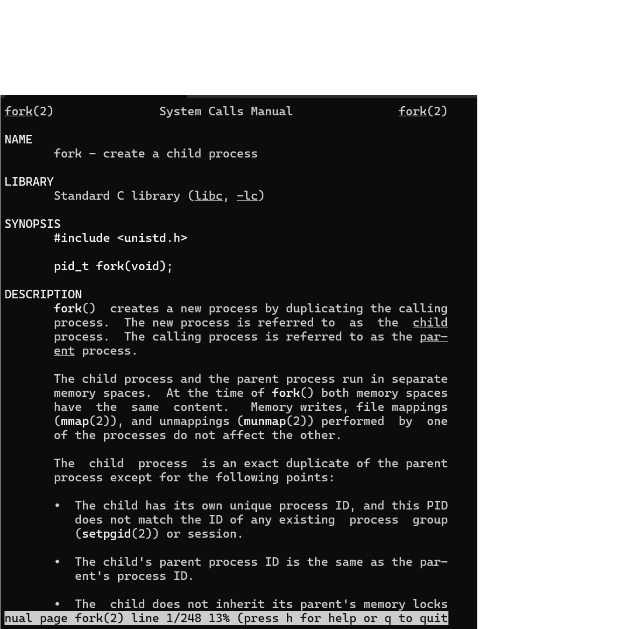 fork(2)               System Calls Manual               fork(2)
NAME
       fork − create a child process
LIBRARY
       Standard C library (libc, −lc)
SYNOPSIS
       #include <unistd.h>
       pid_t fork(void);
DESCRIPTION
       fork()  creates a new process by duplicating the calling
       process.  The new process is referred to  as  the  child
       process.  The calling process is referred to as the par‐
       ent process.
       The child process and the parent process run in separate
       memory spaces.  At the time of fork() both memory spaces
       have  the  same  content.   Memory writes, file mappings
       (mmap(2)), and unmappings (munmap(2)) performed  by  one
       of the processes do not affect the other.
       The  child  process  is an exact duplicate of the parent
       process except for the following points:
       •  The child has its own unique process ID, and this PID
          does not match the ID of any existing  process  group
          (setpgid(2)) or session.
       •  The child's parent process ID is the same as the par‐
          ent's process ID.
       •  The  child does not inherit its parent's memory locks
nual page fork(2) line 1/248 13% (press h for help or q to quit